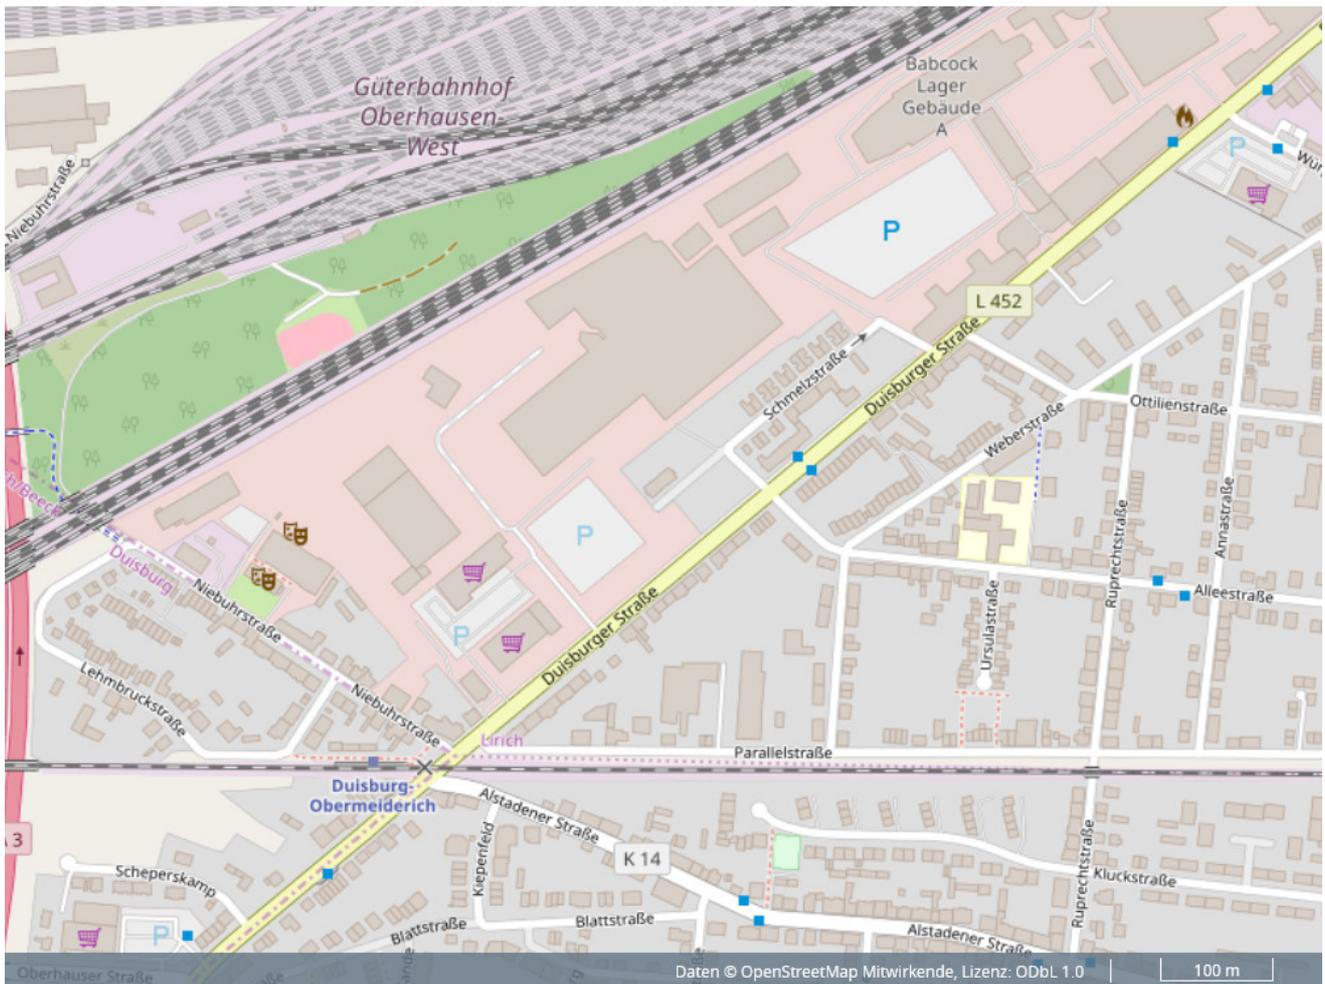 Babcock
Lager
Gebäude
A
Güterbahnhof
Oberhausen-
West
Niebuhrstraße
P
P
L 452
Duisburger Straße
Schmelzstraße
Ottilienstraße
Weberstraße
Ruprechtstraße
Annastraße
Alleestraße
Ursulastraße
Duisburg
Niebuhrstraße
P
P
Duisburger Straße
Lehmbruckstraße
Niebuhrstraße
Lirich
Parallelstraße
Duisburg-
Obermeiderich
Alstadener Straße
K 14
Kiepenfeld
Scheperskamp
Kluckstraße
Ruprechtstraße
Blattstraße
Blattstraße
Alstadener Straße
P
Oberhauser Straße
Daten © OpenStreetMap Mitwirkende, Lizenz: ODbL 1.0
100 m